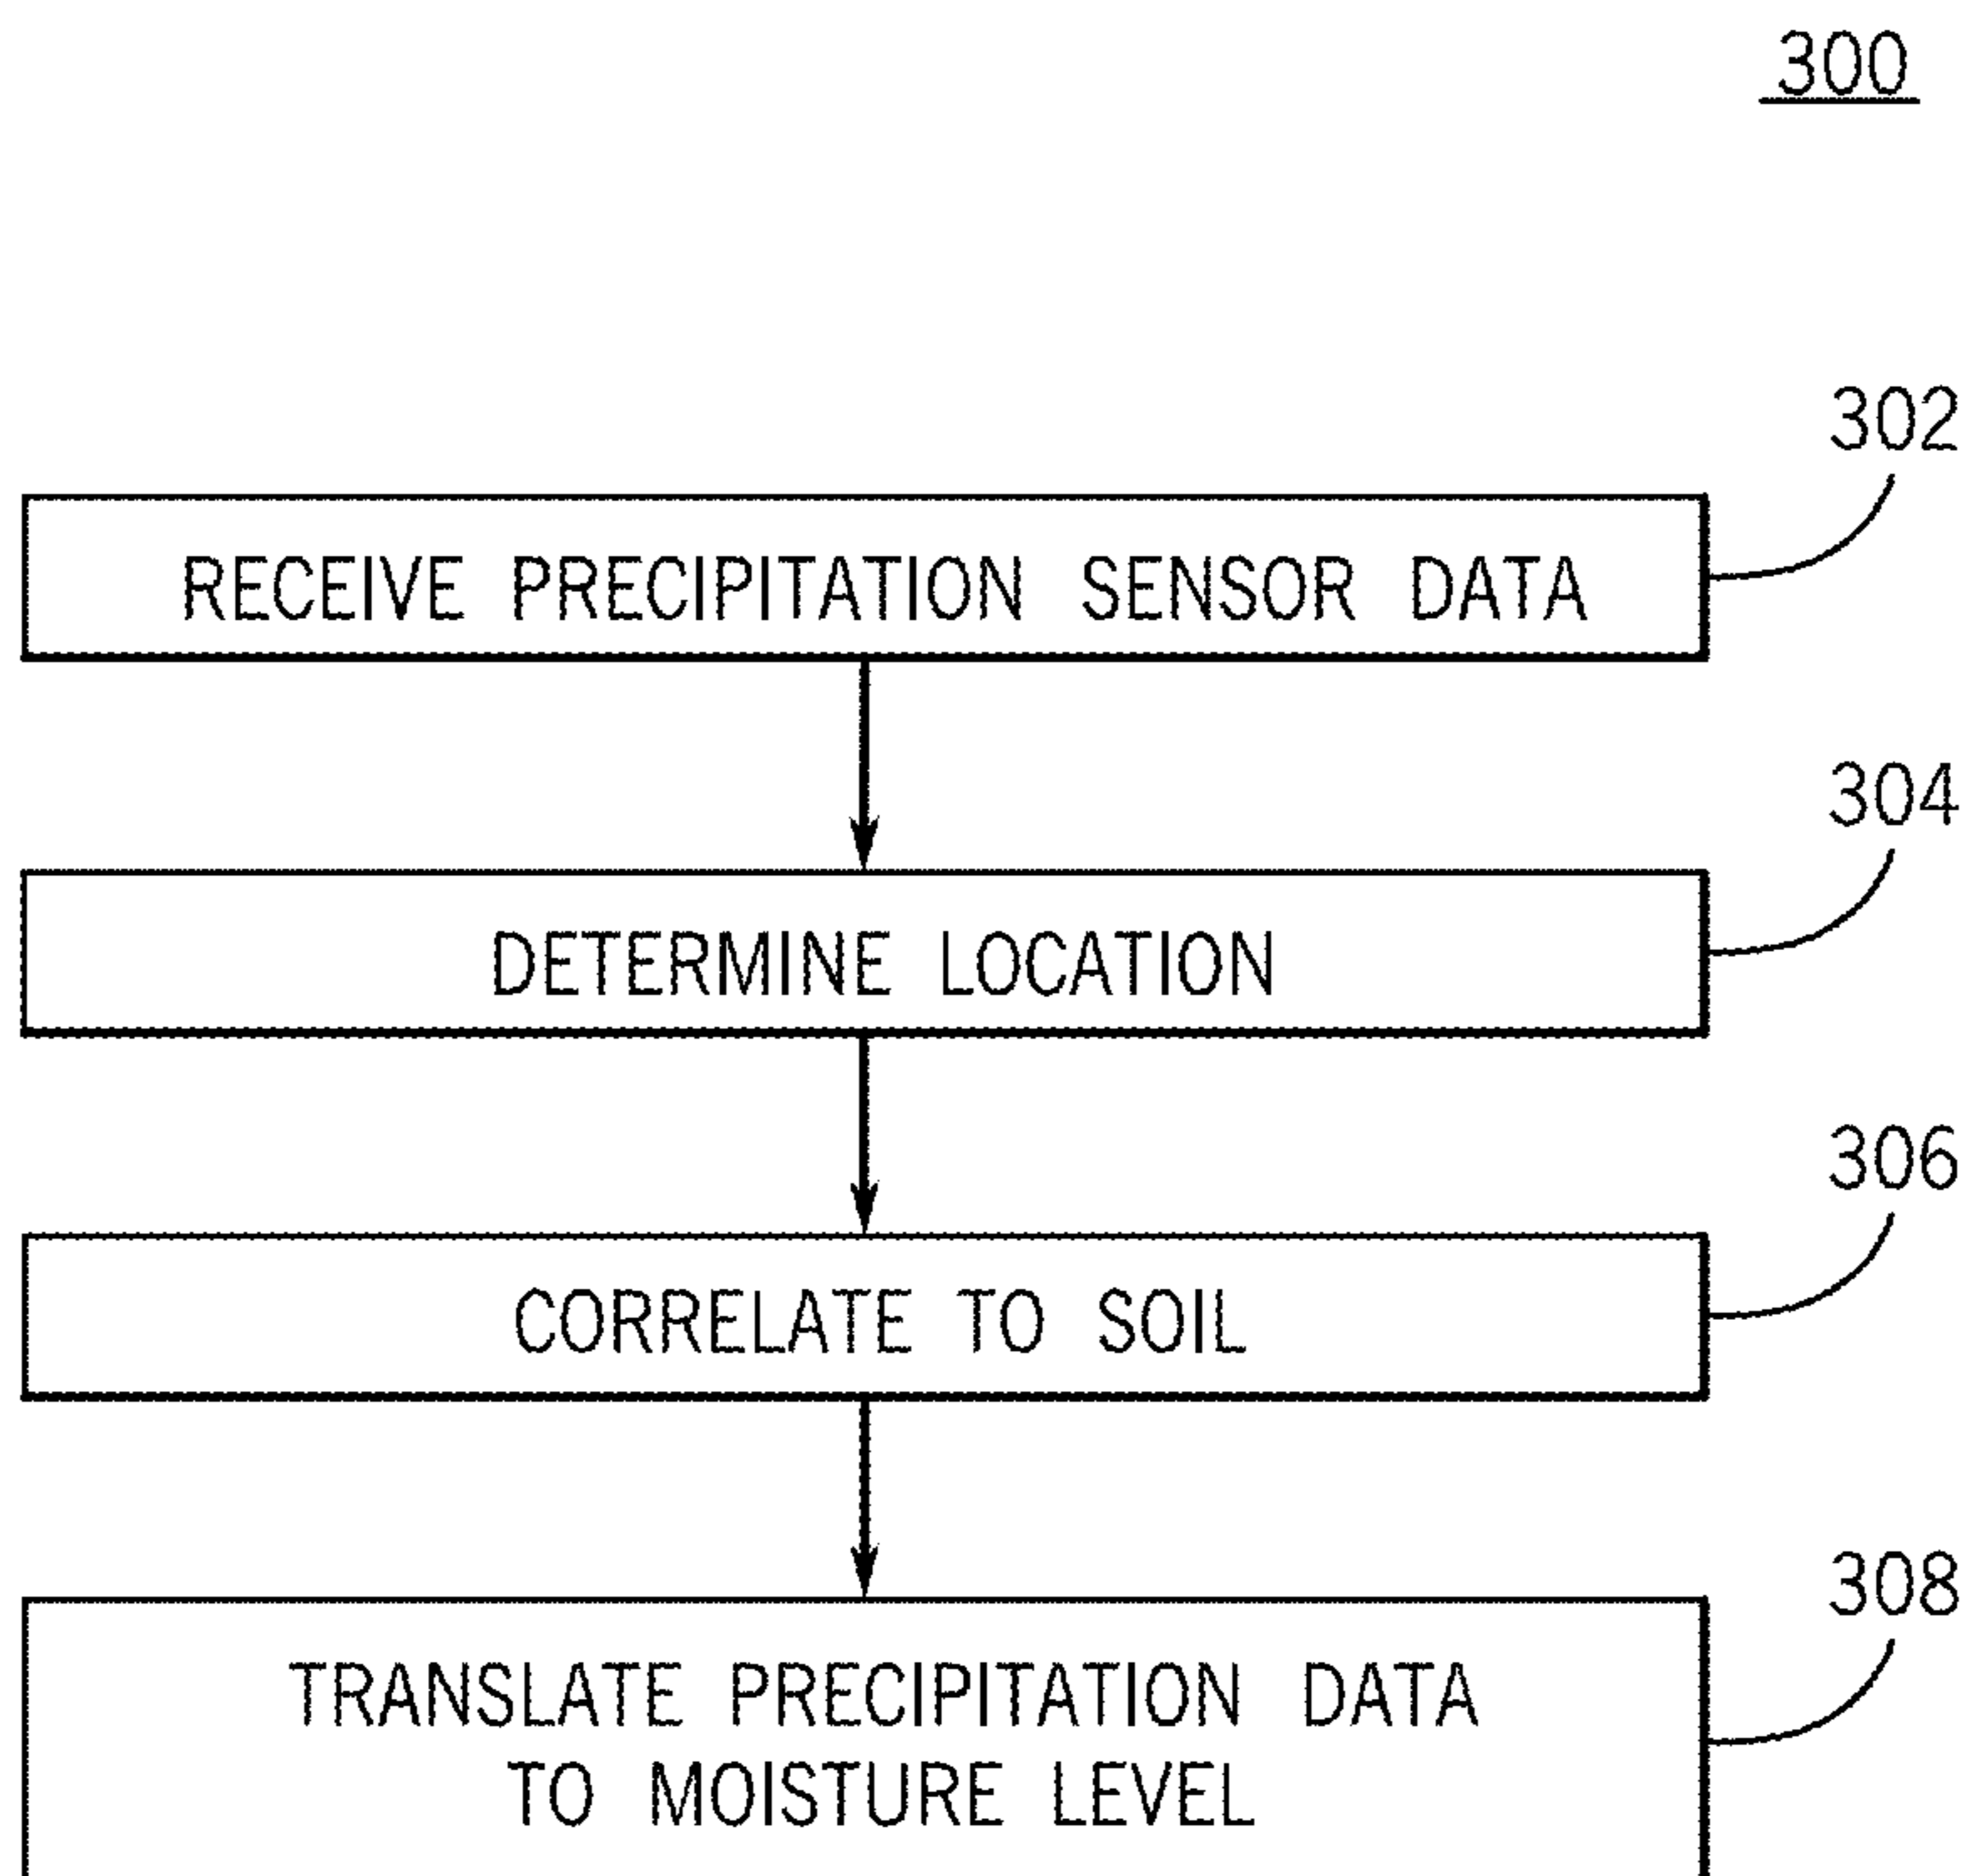 300
302
RECEIVE PRECIPITATION SENSOR DATA
304
DETERMINE LOCATION
306
CORRELATE TO SOIL
308
TRANSLATE PRECIPITATION DATA
TO MOISTURE LEVEL